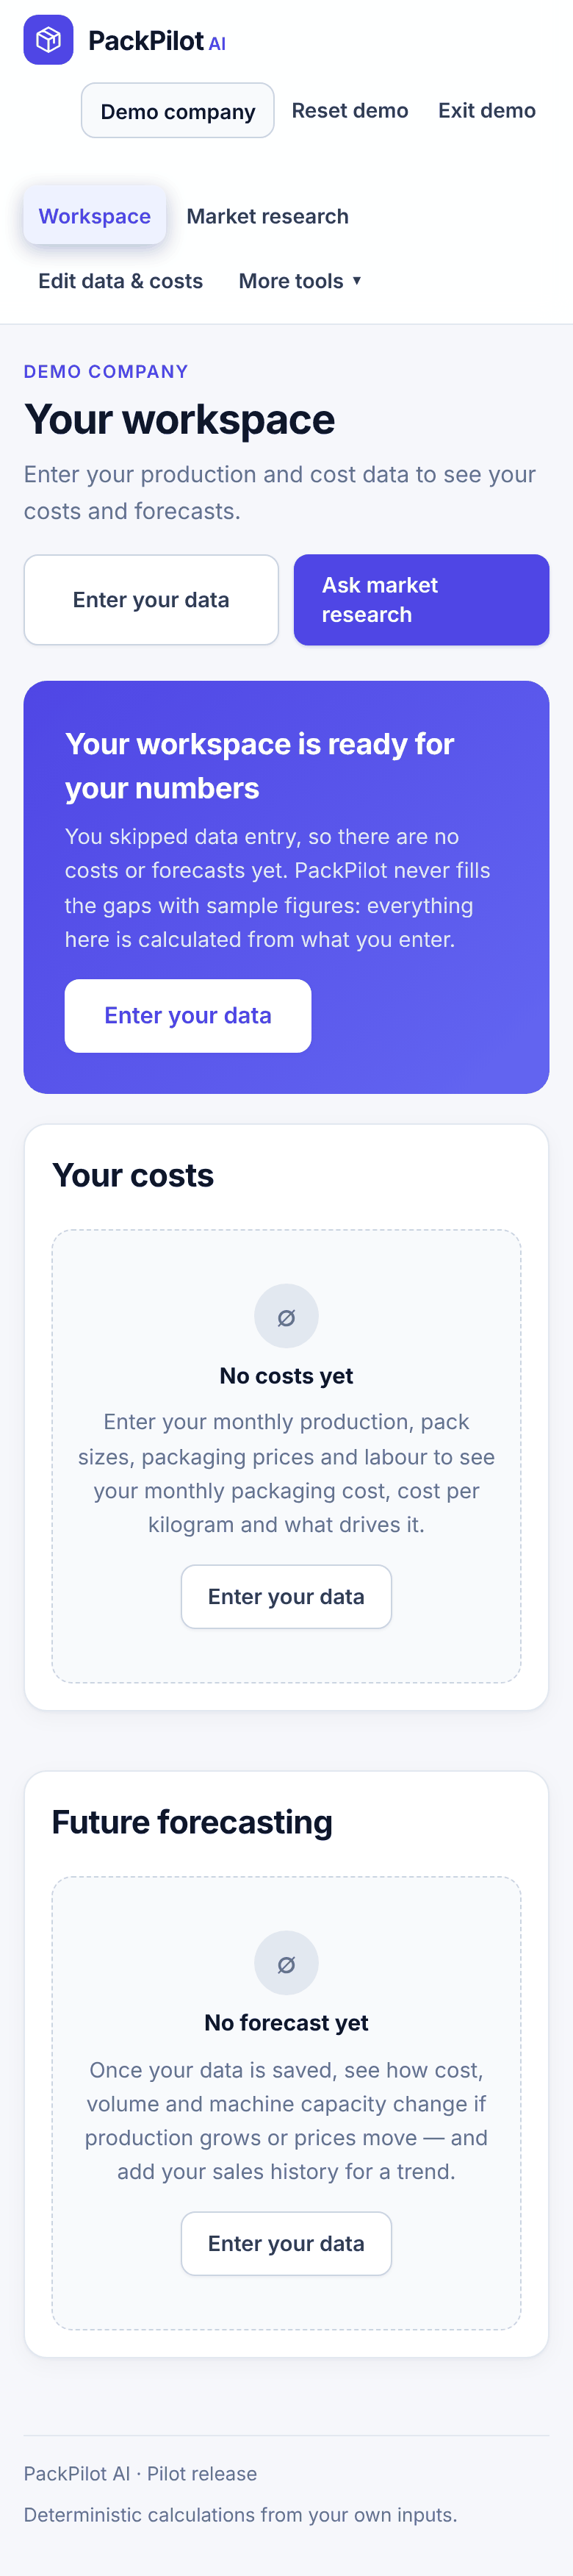 PackPilot AI
Demo company
Reset demo
Exit demo
Workspace
Market research
Edit data & costs
More tools ▼
DEMO COMPANY
Your workspace
Enter your production and cost data to see your
costs and forecasts.
Enter your data
Ask market
research
Your workspace is ready for
your numbers
You skipped data entry, so there are no
costs or forecasts yet. PackPilot never fills
the gaps with sample figures: everything
here is calculated from what you enter.
Enter your data
Your costs
∅
No costs yet
Enter your monthly production, pack
sizes, packaging prices and labour to see
your monthly packaging cost, cost per
kilogram and what drives it.
Enter your data
Future forecasting
∅
No forecast yet
Once your data is saved, see how cost,
volume and machine capacity change if
production grows or prices move — and
add your sales history for a trend.
Enter your data
PackPilot AI · Pilot release
Deterministic calculations from your own inputs.